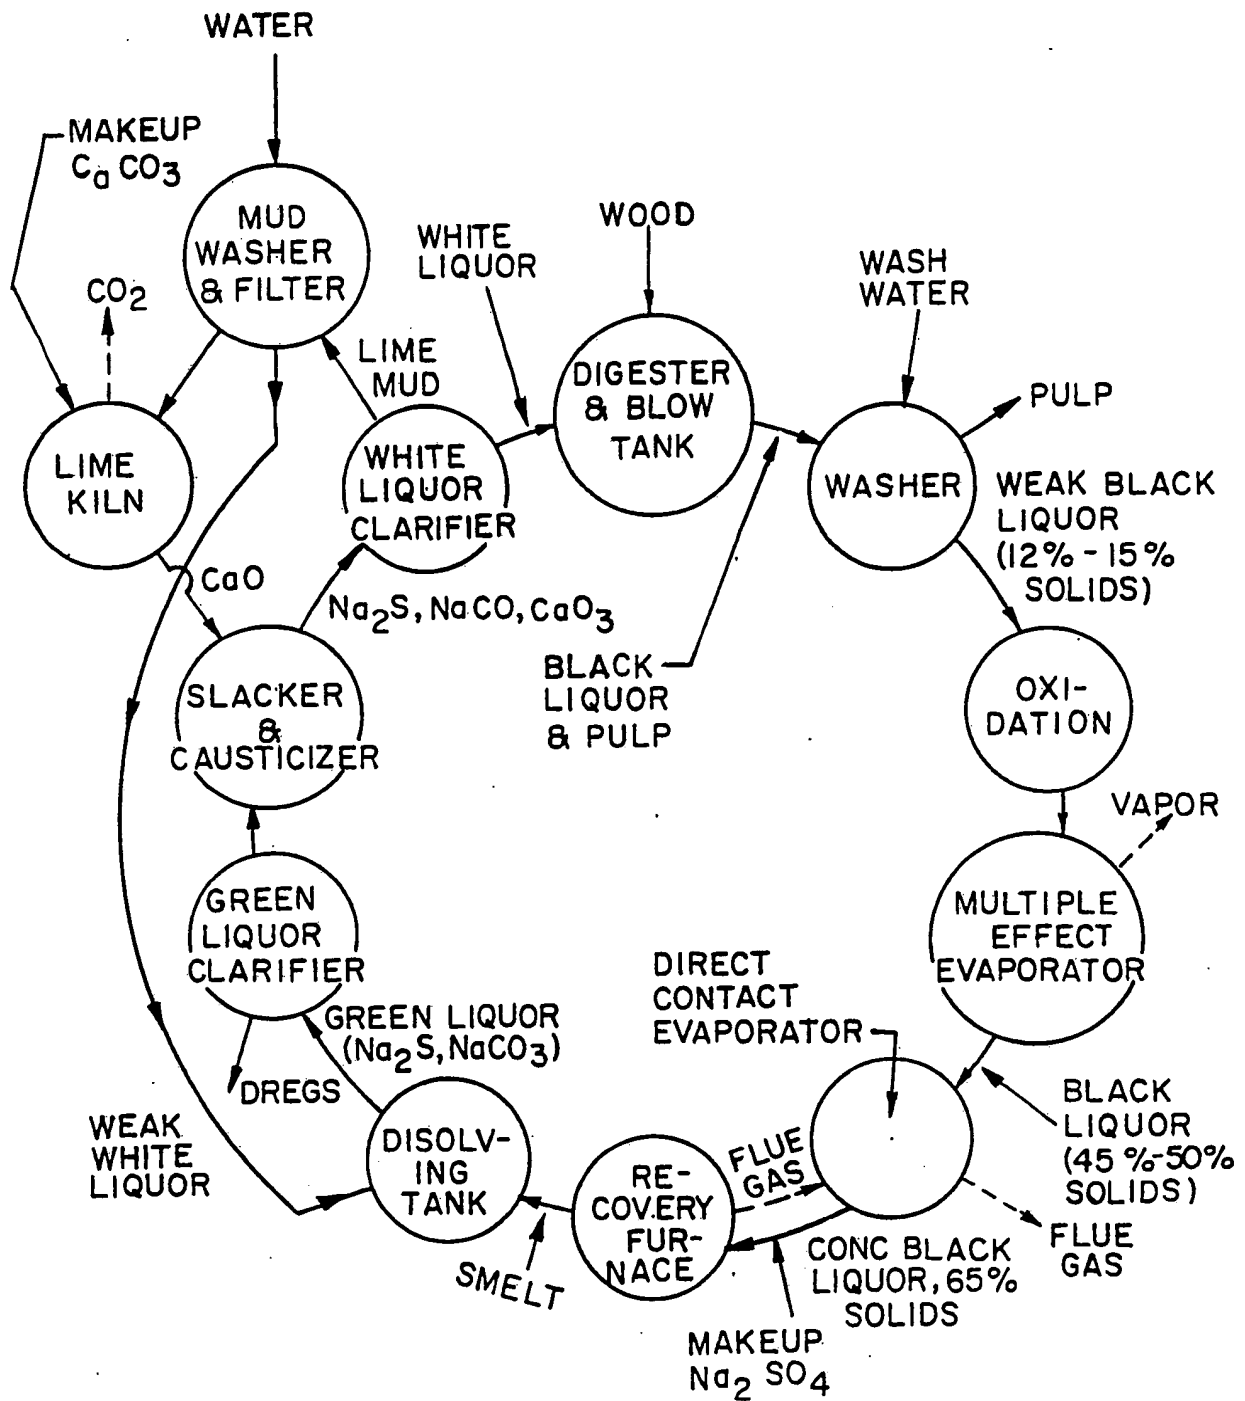 WATER
MAKEUP
CaCO3
MUD
WASHER
& FILTER
CO2
LIME
KILN
LIME
MUD
WHITE
LIQUOR
CLARIFIER
WHITE
LIQUOR
WOOD
DIGESTER
& BLOW
TANK
WASH
WATER
PULP
WASHER
WEAK BLACK
LIQUOR
(12%-15%
SOLIDS)
CaO
Na2S, NaCO, CaO3
BLACK
LIQUOR
& PULP
OXI-
DATION
SLACKER
&
CAUSTICIZER
VAPOR
MULTIPLE
EFFECT
EVAPORATOR
GREEN
LIQUOR
CLARIFIER
DIRECT
CONTACT
EVAPORATOR
GREEN LIQUOR
(Na2S, NaCO3)
DREGS
BLACK
LIQUOR
(45%-50%
SOLIDS)
WEAK
WHITE
LIQUOR
DISOLV-
ING
TANK
RE-
COVERY
FUR-
NACE
FLUE
GAS
FLUE
GAS
SMELT
CONC BLACK
LIQUOR, 65%
SOLIDS
MAKEUP
Na2SO4